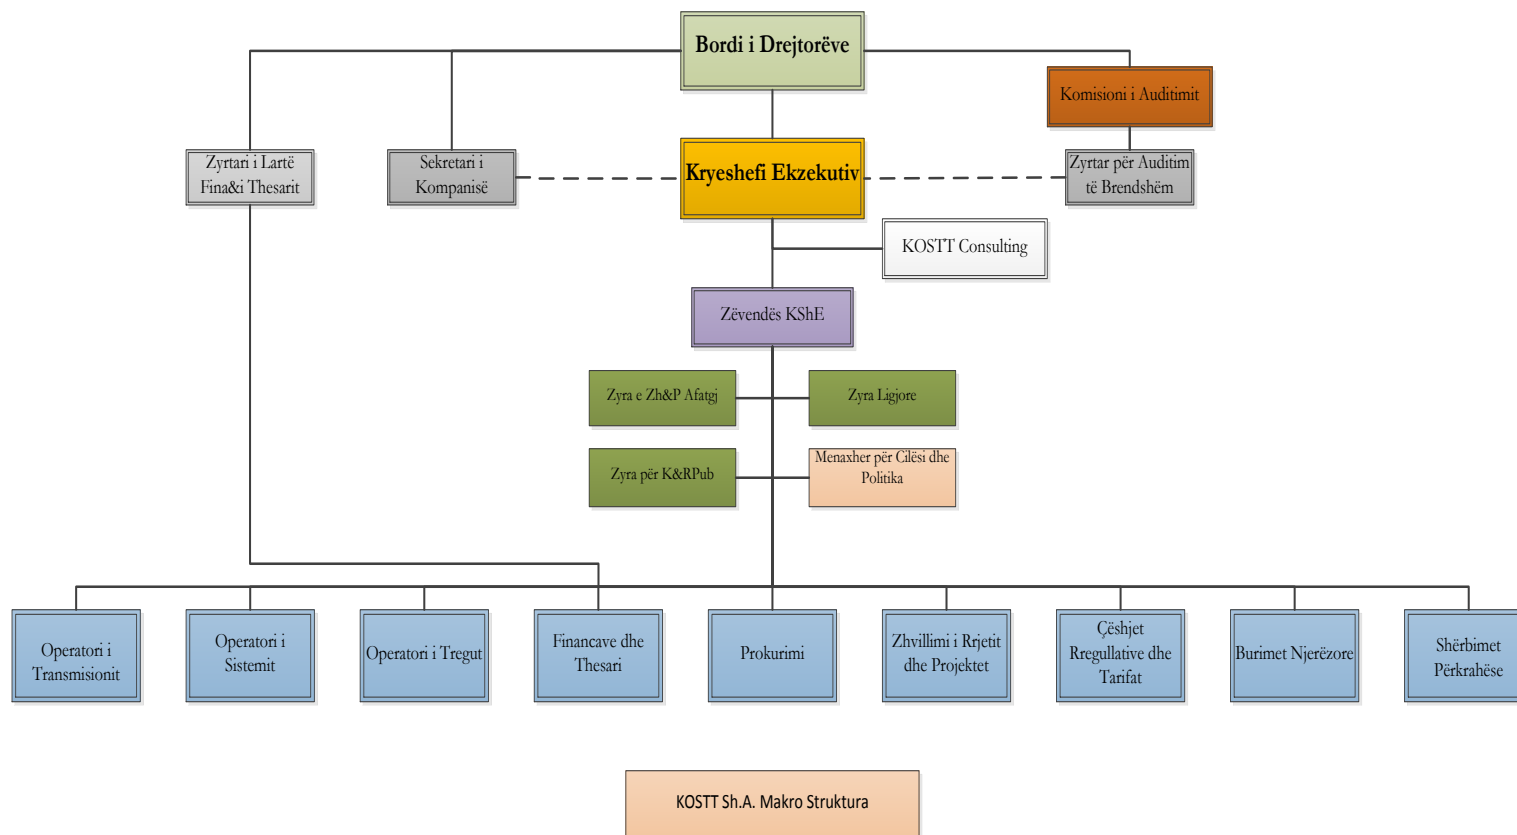 Bordi i Drejtorëve
Komisioni i Auditimit
Zyrtari i Lartë
Fina&i Thesarit
Sekretari i
Kompanisë
Kryeshefi Ekzekutiv
Zyrtar për Auditim
të Brendshëm
KOSTT Consulting
Zëvendës KShE
Zyra e Zh&P Afatgj
Zyra Ligjore
Zyra për K&RPub
Menaxher për Cilësi dhe
Politika
Operatori i
Transmisionit
Operatori i
Sistemit
Operatori i Tregut
Financave dhe
Thesari
Prokurimi
Zhvillimi i Rrjetit
dhe Projektet
Çështjet
Rregullative dhe
Tarifat
Burimet Njerëzore
Shërbimet
Përkrahëse
KOSTT Sh.A. Makro Struktura